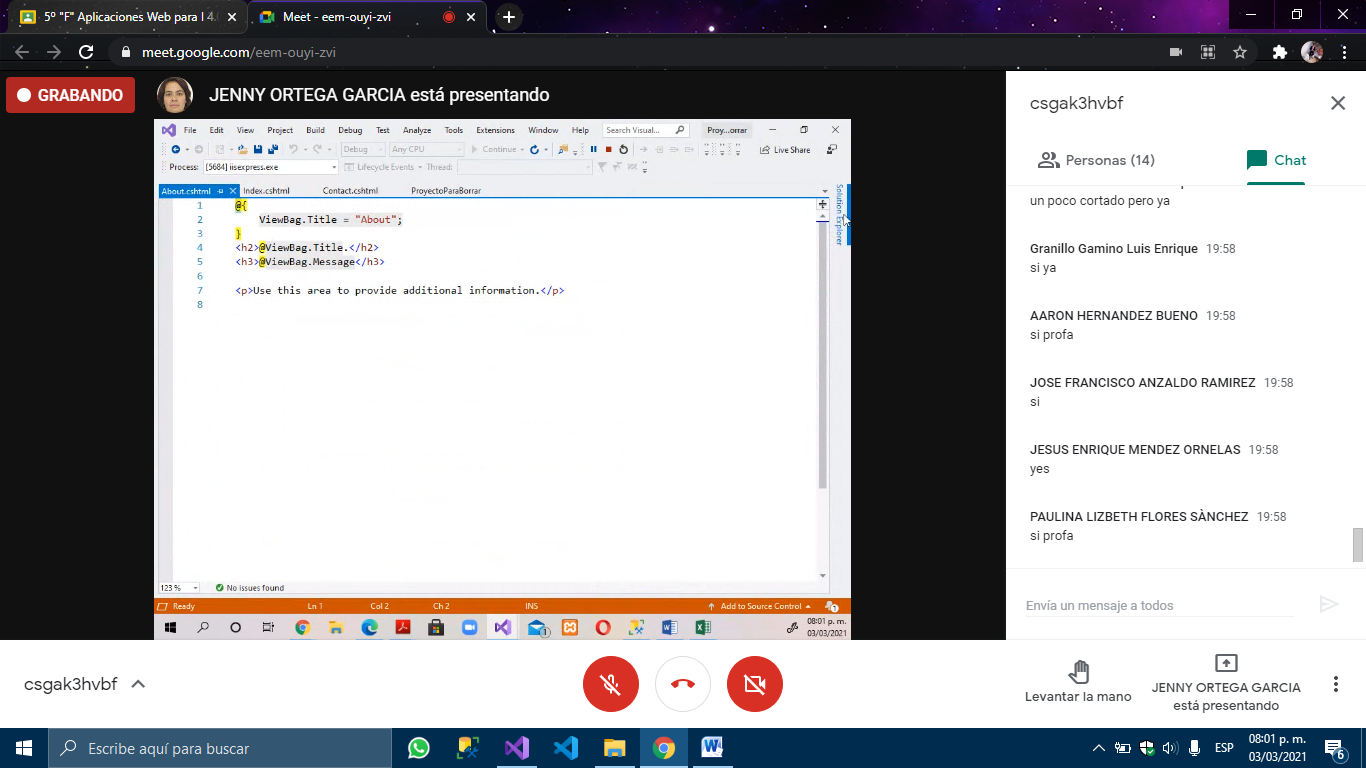 5º "F" Aplicaciones Web para I 4.0
Meet - eem-ouyi-zvi
meet.google.com/eem-ouyi-zvi
GRABANDO
JENNY ORTEGA GARCIA está presentando
File Edit View Project Build Debug Test Analyze Tools Extensions Window Help Search Visual... Proy...orrar
Debug Any CPU Continue Live Share
Process: [5684] iisexpress.exe Lifecycle Events Thread:
About.cshtml Index.cshtml Contact.cshtml ProyectoParaBorrar
Solution Explorer
1 @{
2 ViewBag.Title = "About";
3 }
4 <h2>@ViewBag.Title.</h2>
5 <h3>@ViewBag.Message</h3>
6
7 <p>Use this area to provide additional information.</p>
8
123 % No issues found
Ready Ln 1 Col 2 Ch 2 INS Add to Source Control 1
1
08:01 p. m.
03/03/2021
csgak3hvbf
Personas (14) Chat
un poco cortado pero ya
Granillo Gamino Luis Enrique 19:58
si ya
AARON HERNANDEZ BUENO 19:58
si profa
JOSE FRANCISCO ANZALDO RAMIREZ 19:58
si
JESUS ENRIQUE MENDEZ ORNELAS 19:58
yes
PAULINA LIZBETH FLORES SÀNCHEZ 19:58
si profa
Envía un mensaje a todos
csgak3hvbf
Levantar la mano
JENNY ORTEGA GARCIA
está presentando
Escribe aquí para buscar
ESP
08:01 p. m.
03/03/2021
6